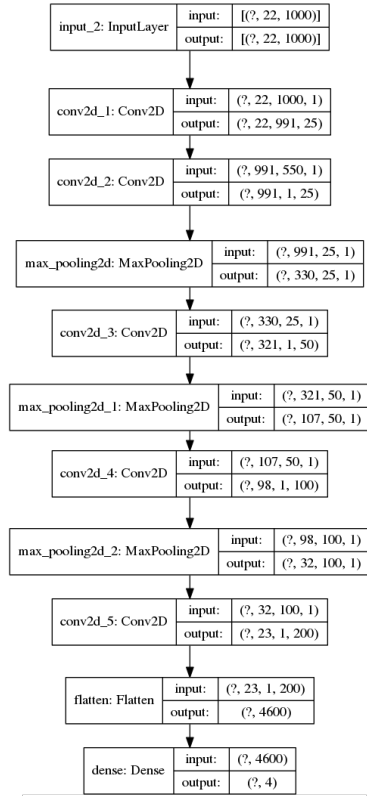 input_2: InputLayer input: [(?, 22, 1000)]
output: [(?, 22, 1000)]
conv2d_1: Conv2D input: (?, 22, 1000, 1)
output: (?, 22, 991, 25)
conv2d_2: Conv2D input: (?, 991, 550, 1)
output: (?, 991, 1, 25)
max_pooling2d: MaxPooling2D input: (?, 991, 25, 1)
output: (?, 330, 25, 1)
conv2d_3: Conv2D input: (?, 330, 25, 1)
output: (?, 321, 1, 50)
max_pooling2d_1: MaxPooling2D input: (?, 321, 50, 1)
output: (?, 107, 50, 1)
conv2d_4: Conv2D input: (?, 107, 50, 1)
output: (?, 98, 1, 100)
max_pooling2d_2: MaxPooling2D input: (?, 98, 100, 1)
output: (?, 32, 100, 1)
conv2d_5: Conv2D input: (?, 32, 100, 1)
output: (?, 23, 1, 200)
flatten: Flatten input: (?, 23, 1, 200)
output: (?, 4600)
dense: Dense input: (?, 4600)
output: (?, 4)